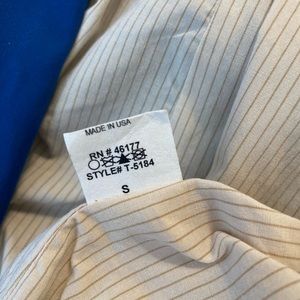 MADE IN USA
RN # 46177
STYLE# T-5184
S